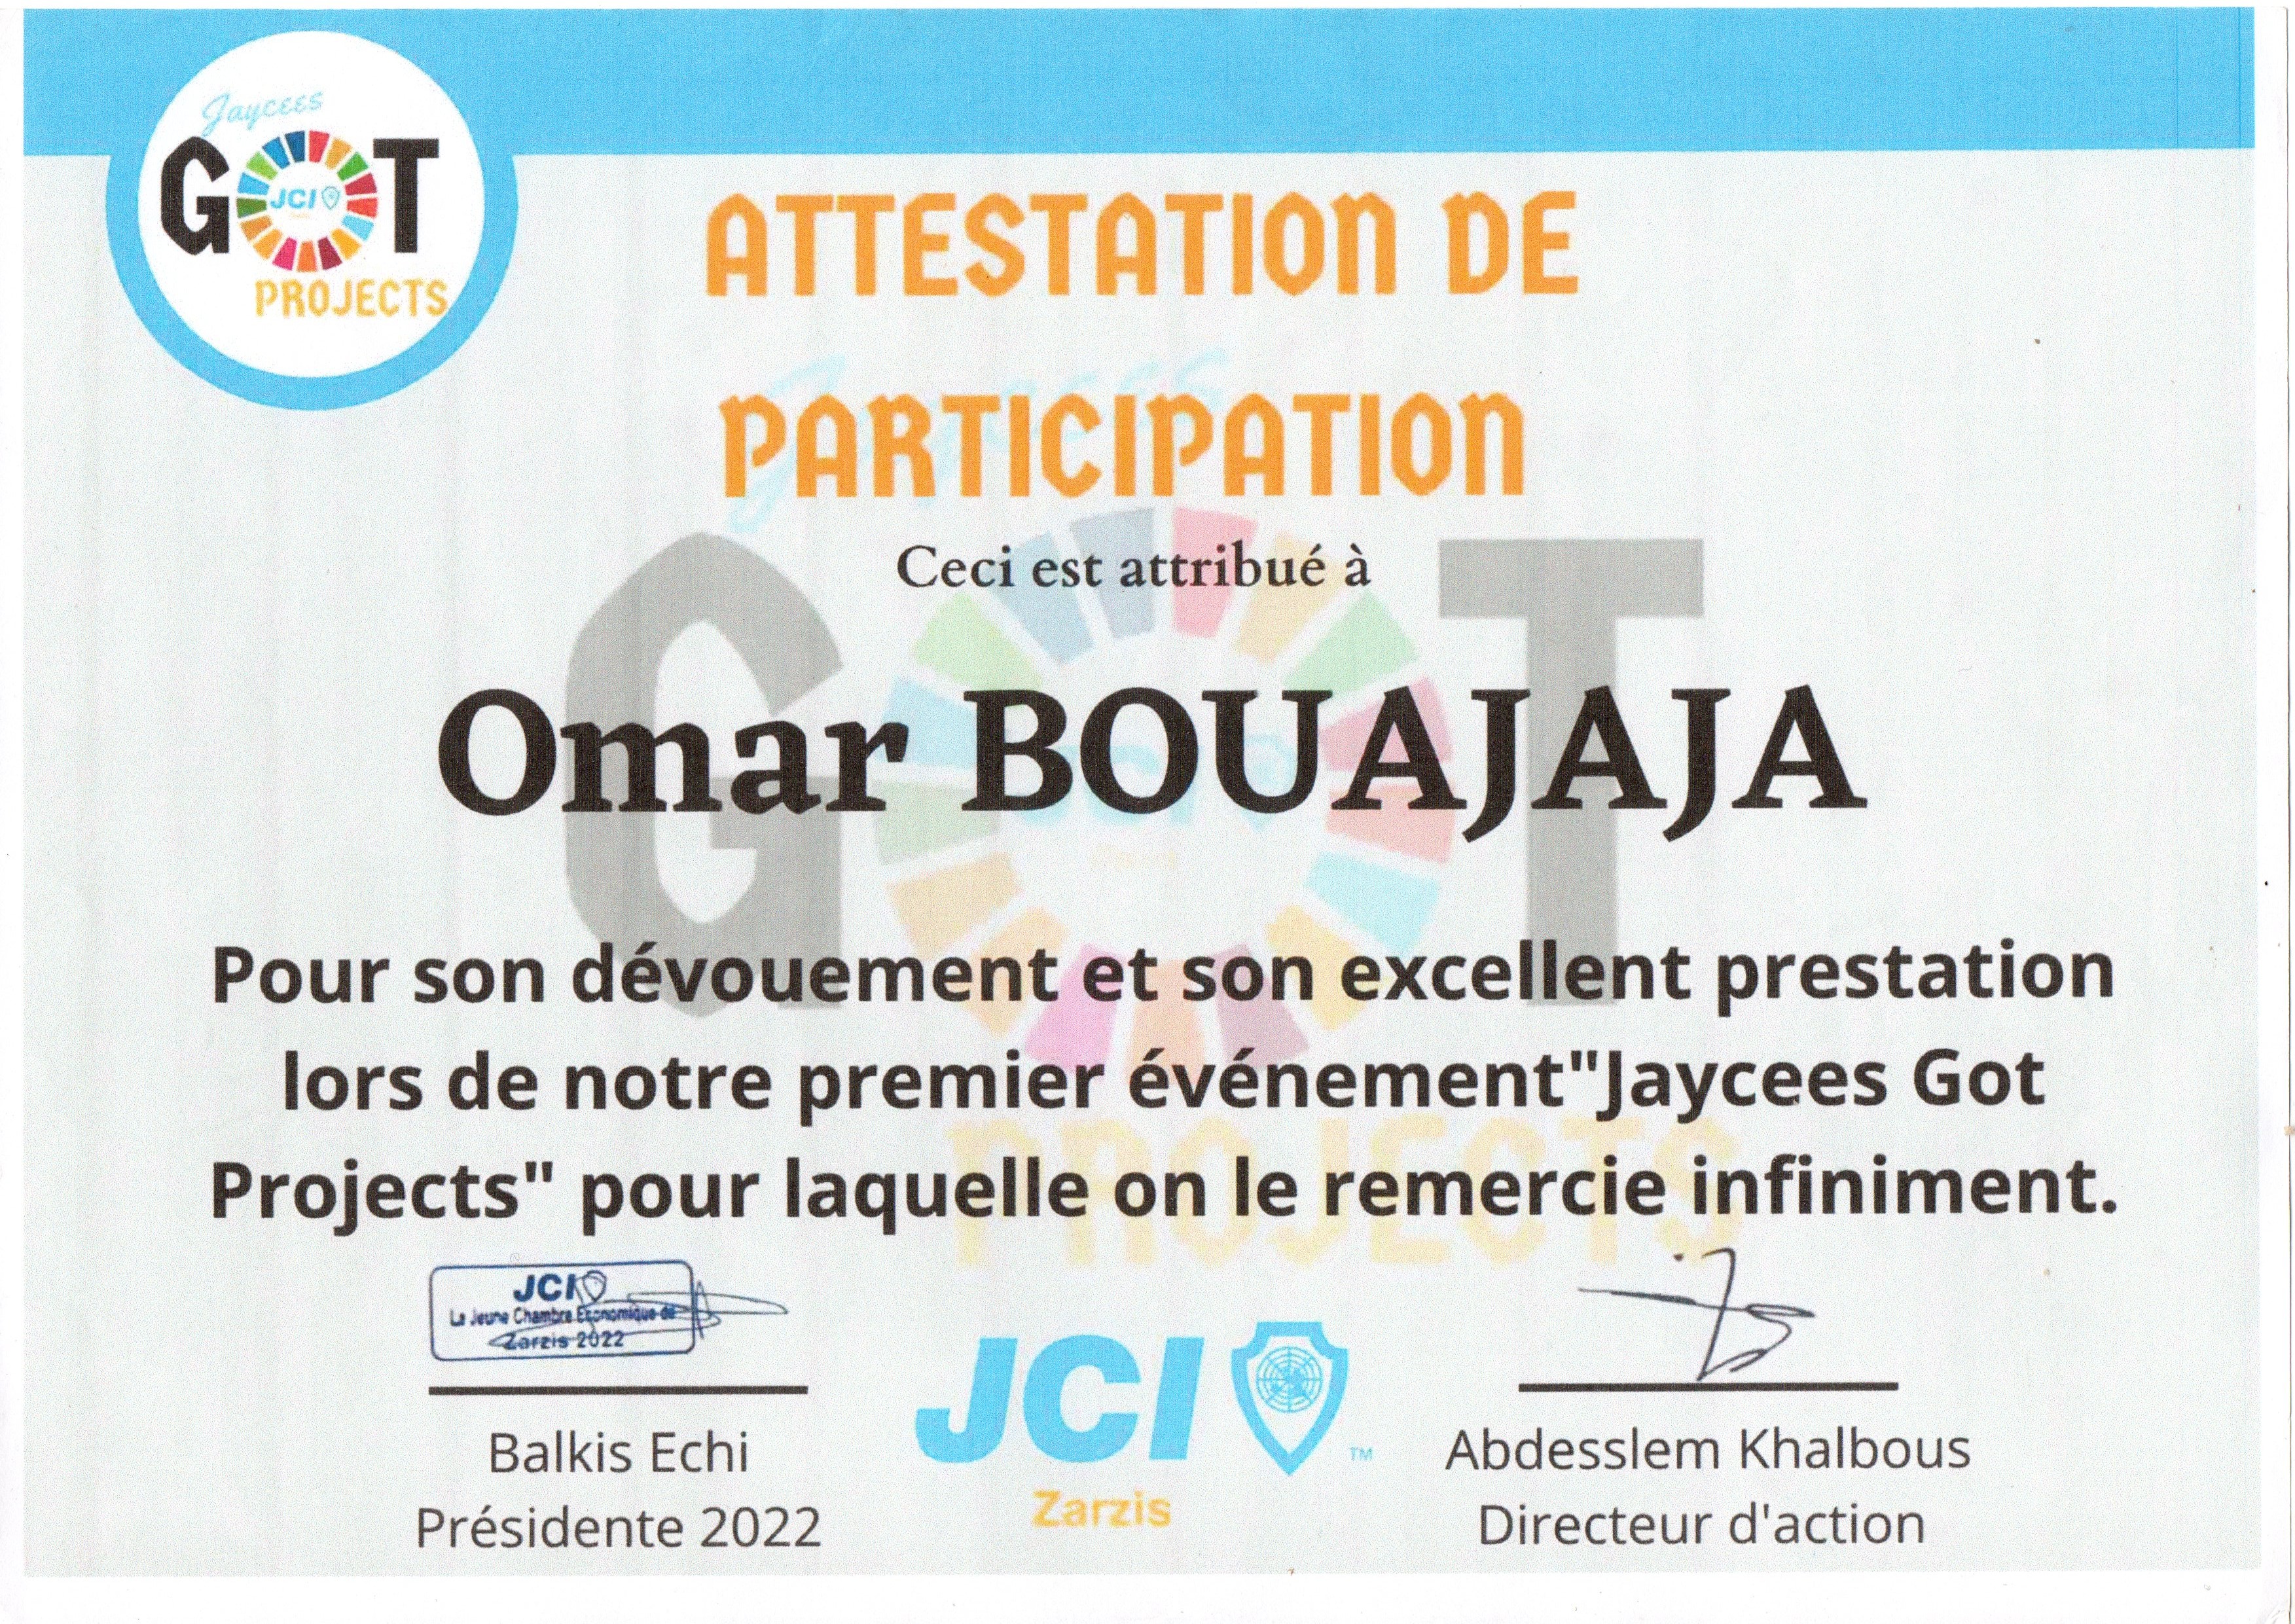 Jaycees
GOT
JCI
PROJECTS
ATTESTATION DE
PARTICIPATION
Ceci est attribué à
Omar BOUAJAJA
Pour son dévouement et son excellent prestation
lors de notre premier événement"Jaycees Got
Projects" pour laquelle on le remercie infiniment.
JCI
La Jeune Chambre Economique de
Zarzis 2022
Balkis Echi
Présidente 2022
JCI TM
Zarzis
Abdesslem Khalbous
Directeur d'action